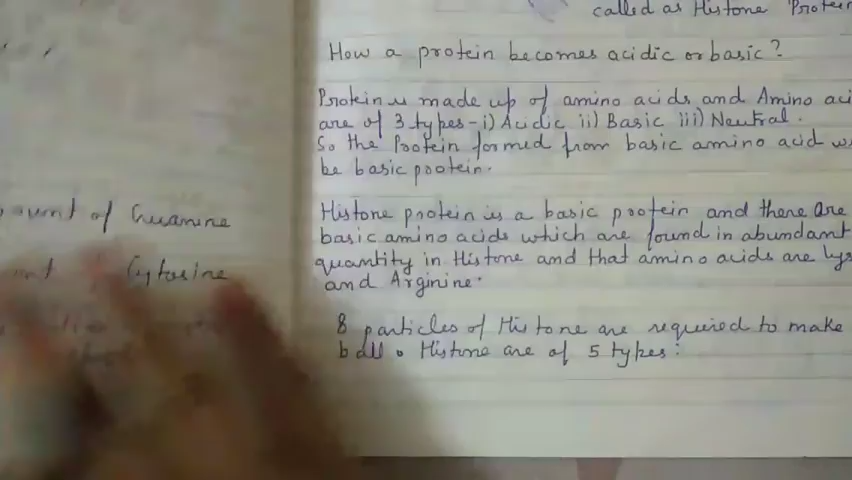 called as Histone Protein
How a protein becomes acidic or basic?
Protein is made up of amino acids and Amino aci
are of 3 types - i) Acidic ii) Basic iii) Neutral.
So the Protein formed from basic amino acid w
be basic protein.
Histone protein is a basic protein and there are
basic amino acids which are found in abundant
quantity in Histone and that amino acids are Lys
and Arginine.
8 particles of Histone are required to make
ball. Histone are of 5 types:
ount of Guanine
Cytosine